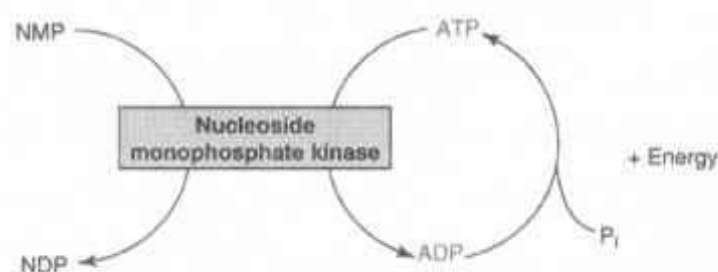 NMP
ATP
Nucleoside
monophosphate kinase
+ Energy
NDP
ADP
Pi